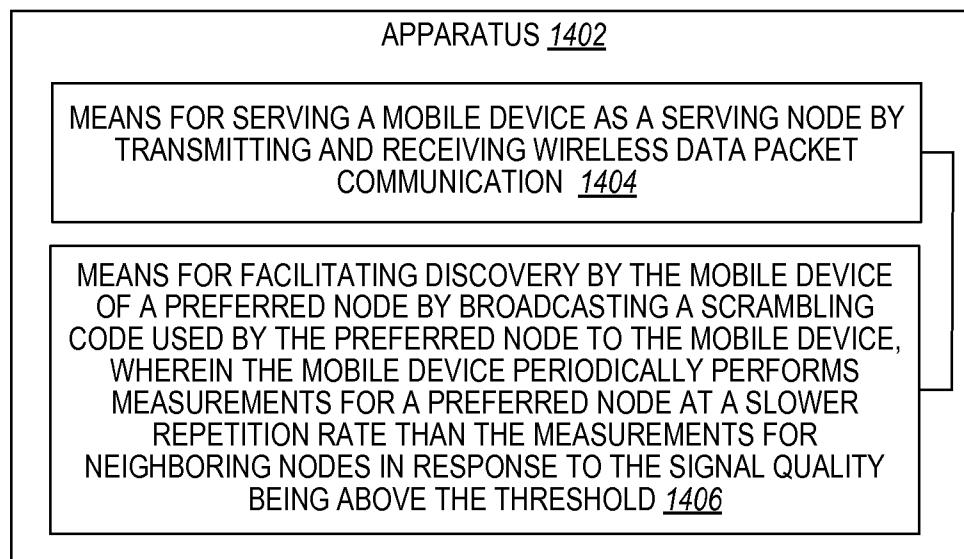 APPARATUS 1402
MEANS FOR SERVING A MOBILE DEVICE AS A SERVING NODE BY
TRANSMITTING AND RECEIVING WIRELESS DATA PACKET
COMMUNICATION 1404
MEANS FOR FACILITATING DISCOVERY BY THE MOBILE DEVICE
OF A PREFERRED NODE BY BROADCASTING A SCRAMBLING
CODE USED BY THE PREFERRED NODE TO THE MOBILE DEVICE,
WHEREIN THE MOBILE DEVICE PERIODICALLY PERFORMS
MEASUREMENTS FOR A PREFERRED NODE AT A SLOWER
REPETITION RATE THAN THE MEASUREMENTS FOR
NEIGHBORING NODES IN RESPONSE TO THE SIGNAL QUALITY
BEING ABOVE THE THRESHOLD 1406